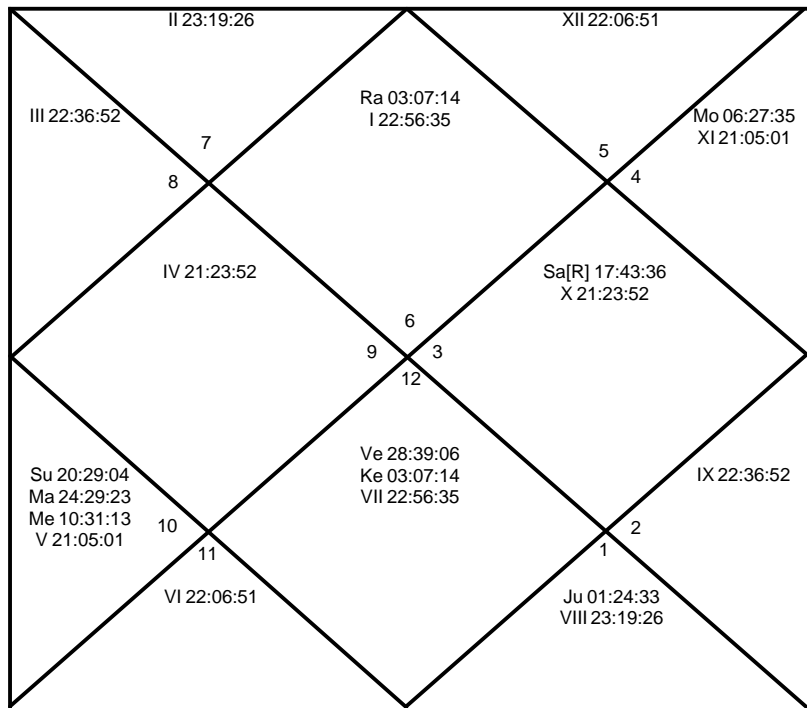 II 23:19:26
XII 22:06:51
III 22:36:52
Ra 03:07:14
I 22:56:35
Mo 06:27:35
XI 21:05:01
7
5
8
4
IV 21:23:52
Sa[R] 17:43:36
X 21:23:52
6
9
3
12
Su 20:29:04
Ma 24:29:23
Me 10:31:13
V 21:05:01
Ve 28:39:06
Ke 03:07:14
VII 22:56:35
IX 22:36:52
10
2
11
1
VI 22:06:51
Ju 01:24:33
VIII 23:19:26